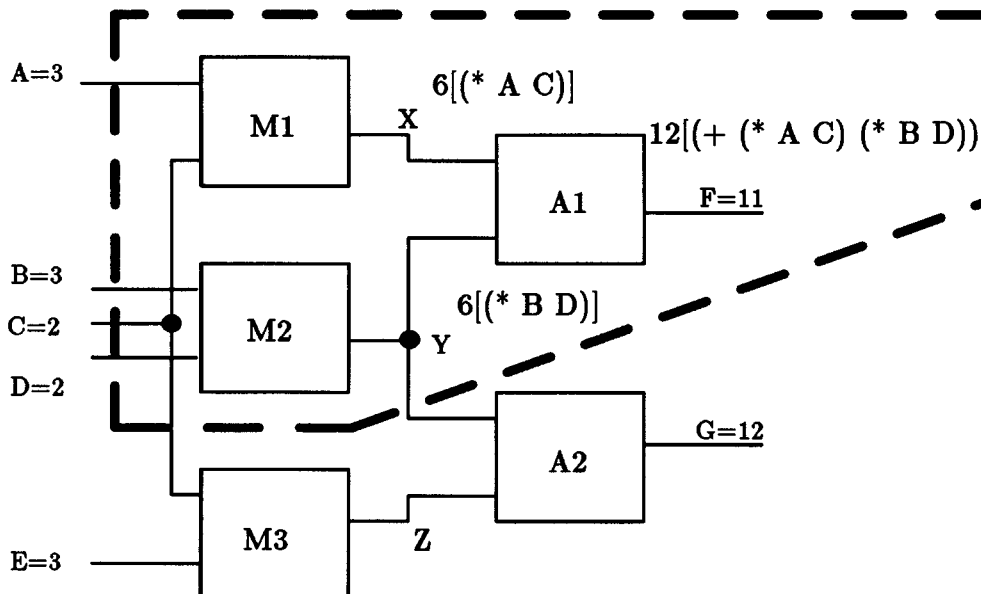 A=3
M1
6[(* A C)]
X
12[(+ (* A C) (* B D))
A1
F=11
B=3
C=2
D=2
M2
6[(* B D)]
Y
G=12
A2
M3
Z
E=3